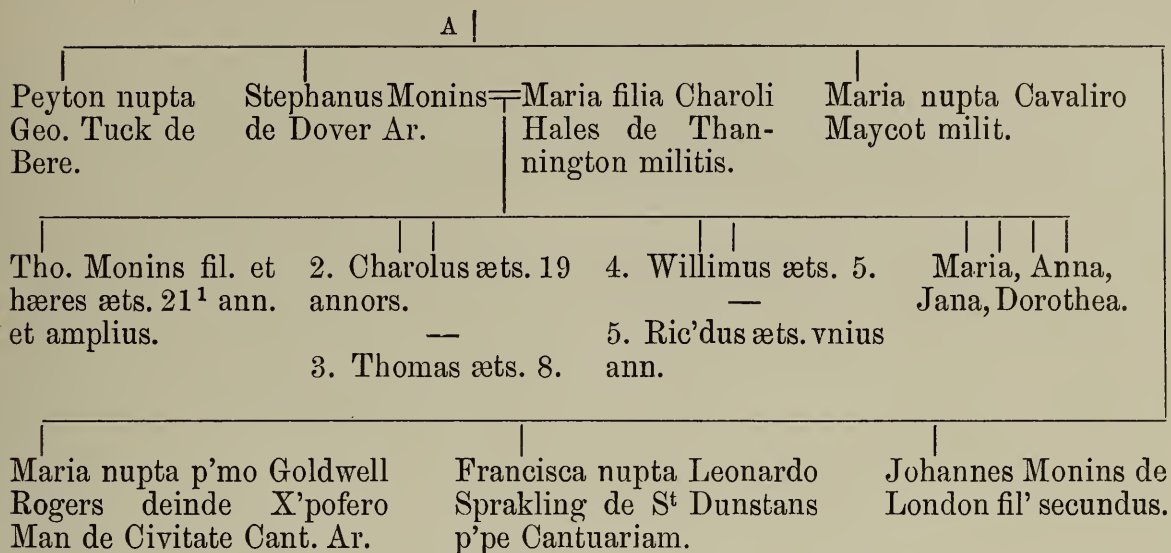 A
Peyton nupta
Geo. Tuck de
Bere.
Stephanus Monins
de Dover Ar.
Maria filia Charoli
Hales de Than-
nington militis.
Maria nupta Cavaliro
Maycot milit.
Tho. Monins fil. et
hæres æts. 21¹ ann.
et amplius.
2. Charolus æts. 19
annors.
—
3. Thomas æts. 8.
4. Willimus æts. 5.
—
5. Ric'dus æts. vnius
ann.
Maria, Anna,
Jana, Dorothea.
Maria nupta p'mo Goldwell
Rogers deinde X'pofero
Man de Civitate Cant. Ar.
Francisca nupta Leonardo
Sprakling de Sᵗ Dunstans
p'pe Cantuariam.
Johannes Monins de
London fil' secundus.